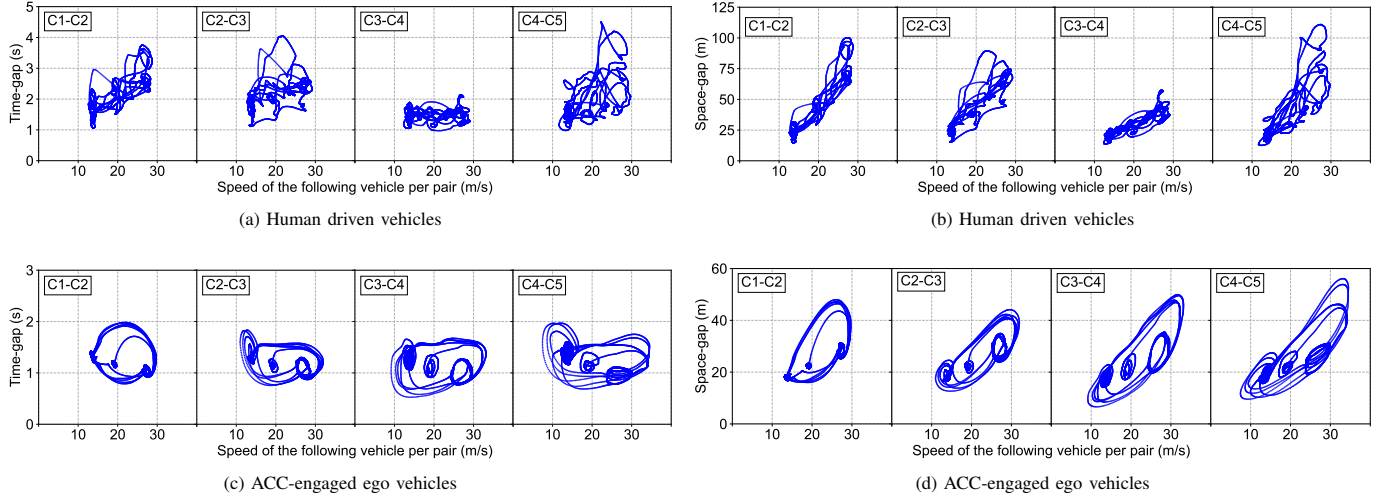 C1-C2 C2-C3 C3-C4 C4-C5
5
4
3
2
1
0
Time-gap (s)
10 20 30 10 20 30 10 20 30 10 20 30
Speed of the following vehicle per pair (m/s)
(a) Human driven vehicles
C1-C2 C2-C3 C3-C4 C4-C5
125
100
75
50
25
0
Space-gap (m)
10 20 30 10 20 30 10 20 30 10 20 30
Speed of the following vehicle per pair (m/s)
(b) Human driven vehicles
C1-C2 C2-C3 C3-C4 C4-C5
3
2
1
0
Time-gap (s)
10 20 30 10 20 30 10 20 30 10 20 30
Speed of the following vehicle per pair (m/s)
(c) ACC-engaged ego vehicles
C1-C2 C2-C3 C3-C4 C4-C5
60
40
20
0
Space-gap (m)
10 20 30 10 20 30 10 20 30 10 20 30
Speed of the following vehicle per pair (m/s)
(d) ACC-engaged ego vehicles